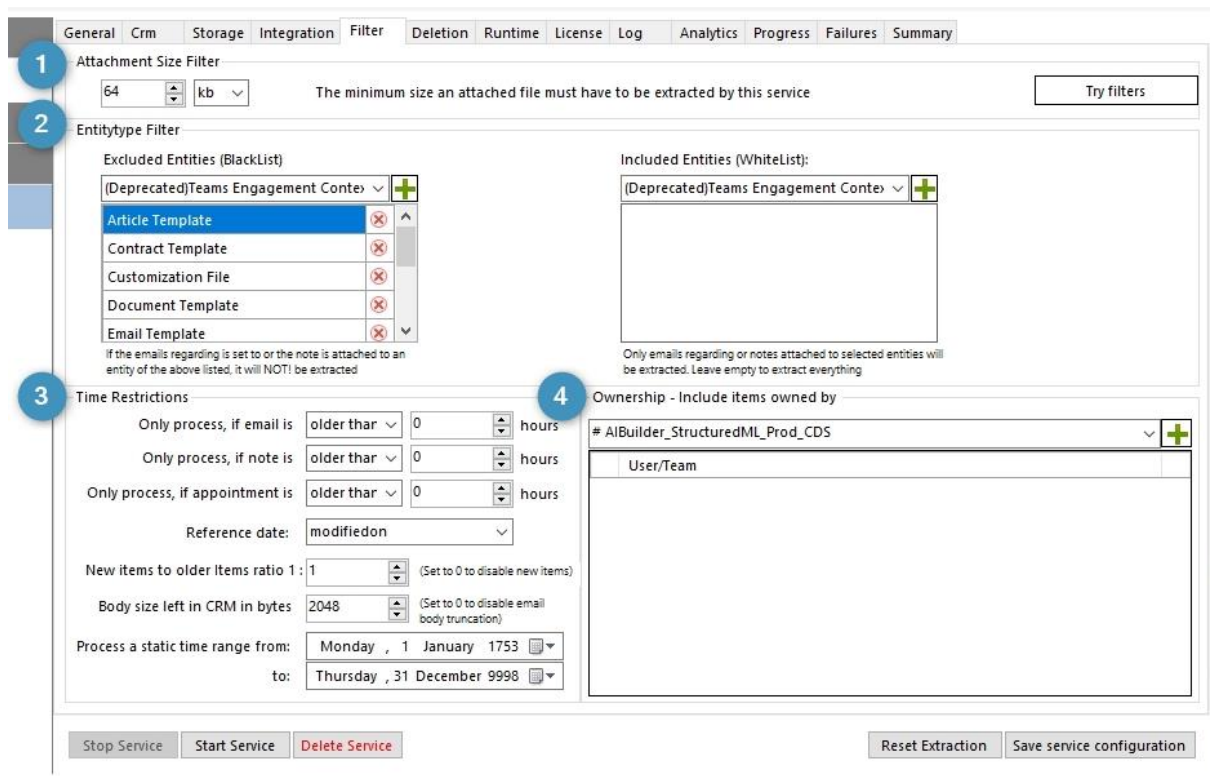 General Crm Storage Integration Filter Deletion Runtime License Log Analytics Progress Failures Summary
1
Attachment Size Filter
64 kb The minimum size an attached file must have to be extracted by this service Try filters
2
Entitytype Filter
Excluded Entities (BlackList) Included Entities (WhiteList):
(Deprecated)Teams Engagement Contex (Deprecated)Teams Engagement Contex
Article Template
Contract Template
Customization File
Document Template
Email Template
If the emails regarding is set to or the note is attached to an
entity of the above listed, it will NOT! be extracted
Only emails regarding or notes attached to selected entities will
be extracted. Leave empty to extract everything
3
Time Restrictions
Only process, if email is older than 0 hours
Only process, if note is older than 0 hours
Only process, if appointment is older than 0 hours
Reference date: modifiedon
New items to older Items ratio 1 : 1 (Set to 0 to disable new items)
Body size left in CRM in bytes 2048 (Set to 0 to disable email
body truncation)
Process a static time range from: Monday , 1 January 1753
to: Thursday , 31 December 9998
4
Ownership - Include items owned by
# AIBuilder_StructuredML_Prod_CDS
User/Team
Stop Service Start Service Delete Service Reset Extraction Save service configuration